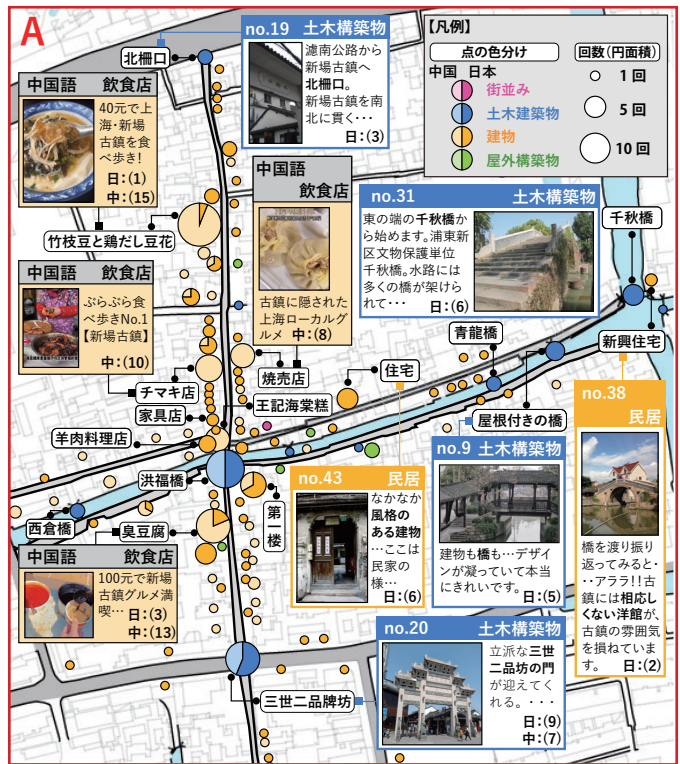 A
北柵口
no.19 土木構築物
濾南公路から
新場古鎮へ
北柵口。
新場古鎮を南
北に貫く・・・
日:(3)
【凡例】
点の色分け
回数(円面積)
中国 日本
街並み
土木建築物
建物
屋外構築物
1回
5回
10回
中国語 飲食店
40元で上
海・新場
古鎮を食
べ歩き!
日:(1)
中:(15)
竹枝豆と鶏だし豆花
中国語
飲食店
古鎮に隠された
上海ローカルグ
ルメ 中:(8)
焼売店
no.31 土木構築物
東の端の千秋橋か
ら始めます。浦東新
区文物保護単位
千秋橋。水路には
多くの橋が架けら
れて・・・ 日:(6)
千秋橋
中国語 飲食店
ぶらぶら食
べ歩きNo.1
【新場古鎮】
中:(10)
チマキ店
家具店
羊肉料理店
王記海棠糕
住宅
青龍橋
新興住宅
屋根付きの橋
洪福橋
西倉橋
臭豆腐
第一楼
no.38
民居
橋を渡り振り
返ってみると・
・・アララ!!古
鎮には相応し
くない洋館が、
古鎮の雰囲気
を損ねていま
す。 日:(2)
no.43 民居
なかなか
風格の
ある建物
…ここは
民家の
様…
日:(6)
no.9 土木構築物
建物も橋も…デザイ
ンが凝っていて本当
にきれいです。
日:(5)
中国語 飲食店
100元で新場
古鎮グルメ満
喫… 日:(3)
中:(13)
no.20 土木構築物
立派な三世
二品坊の門
が迎えてく
れる。・・・
日:(9)
中:(7)
三世二品牌坊